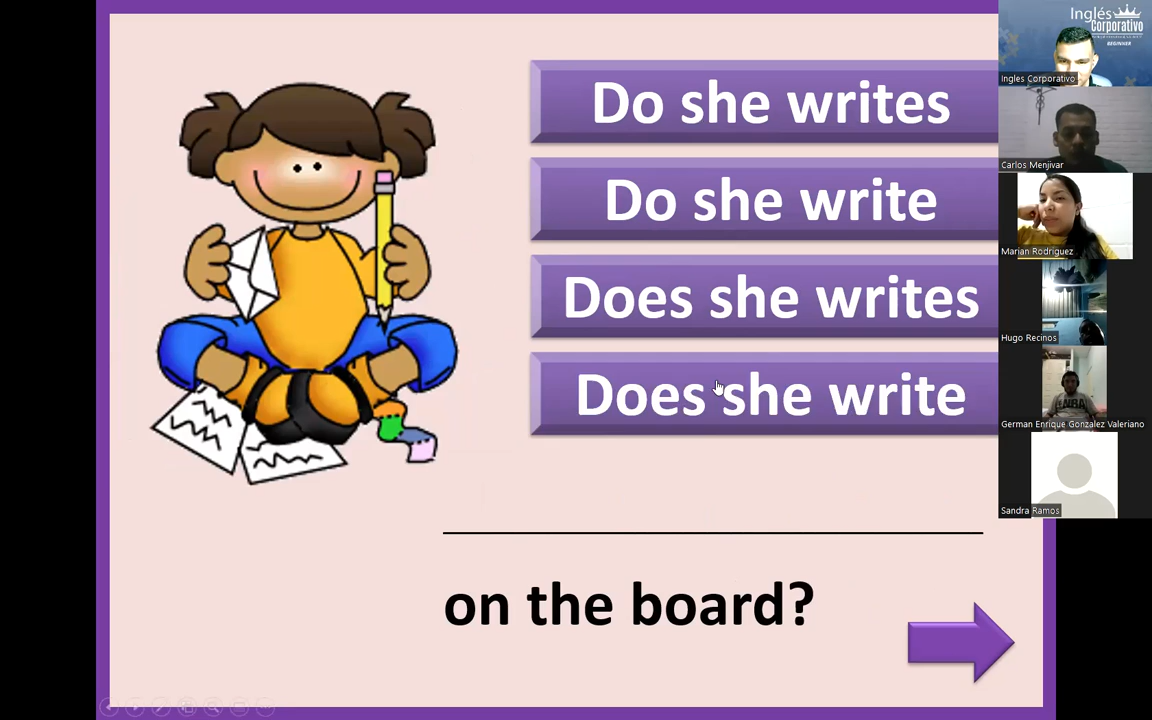 Do she writes
Do she write
Does she writes
Does she write
on the board?
Inglés
Corporativo
BEGINNER
Ingles Corporativo
Carlos Menjivar
Marian Rodriguez
Hugo Recinos
German Enrique Gonzalez Valeriano
Sandra Ramos